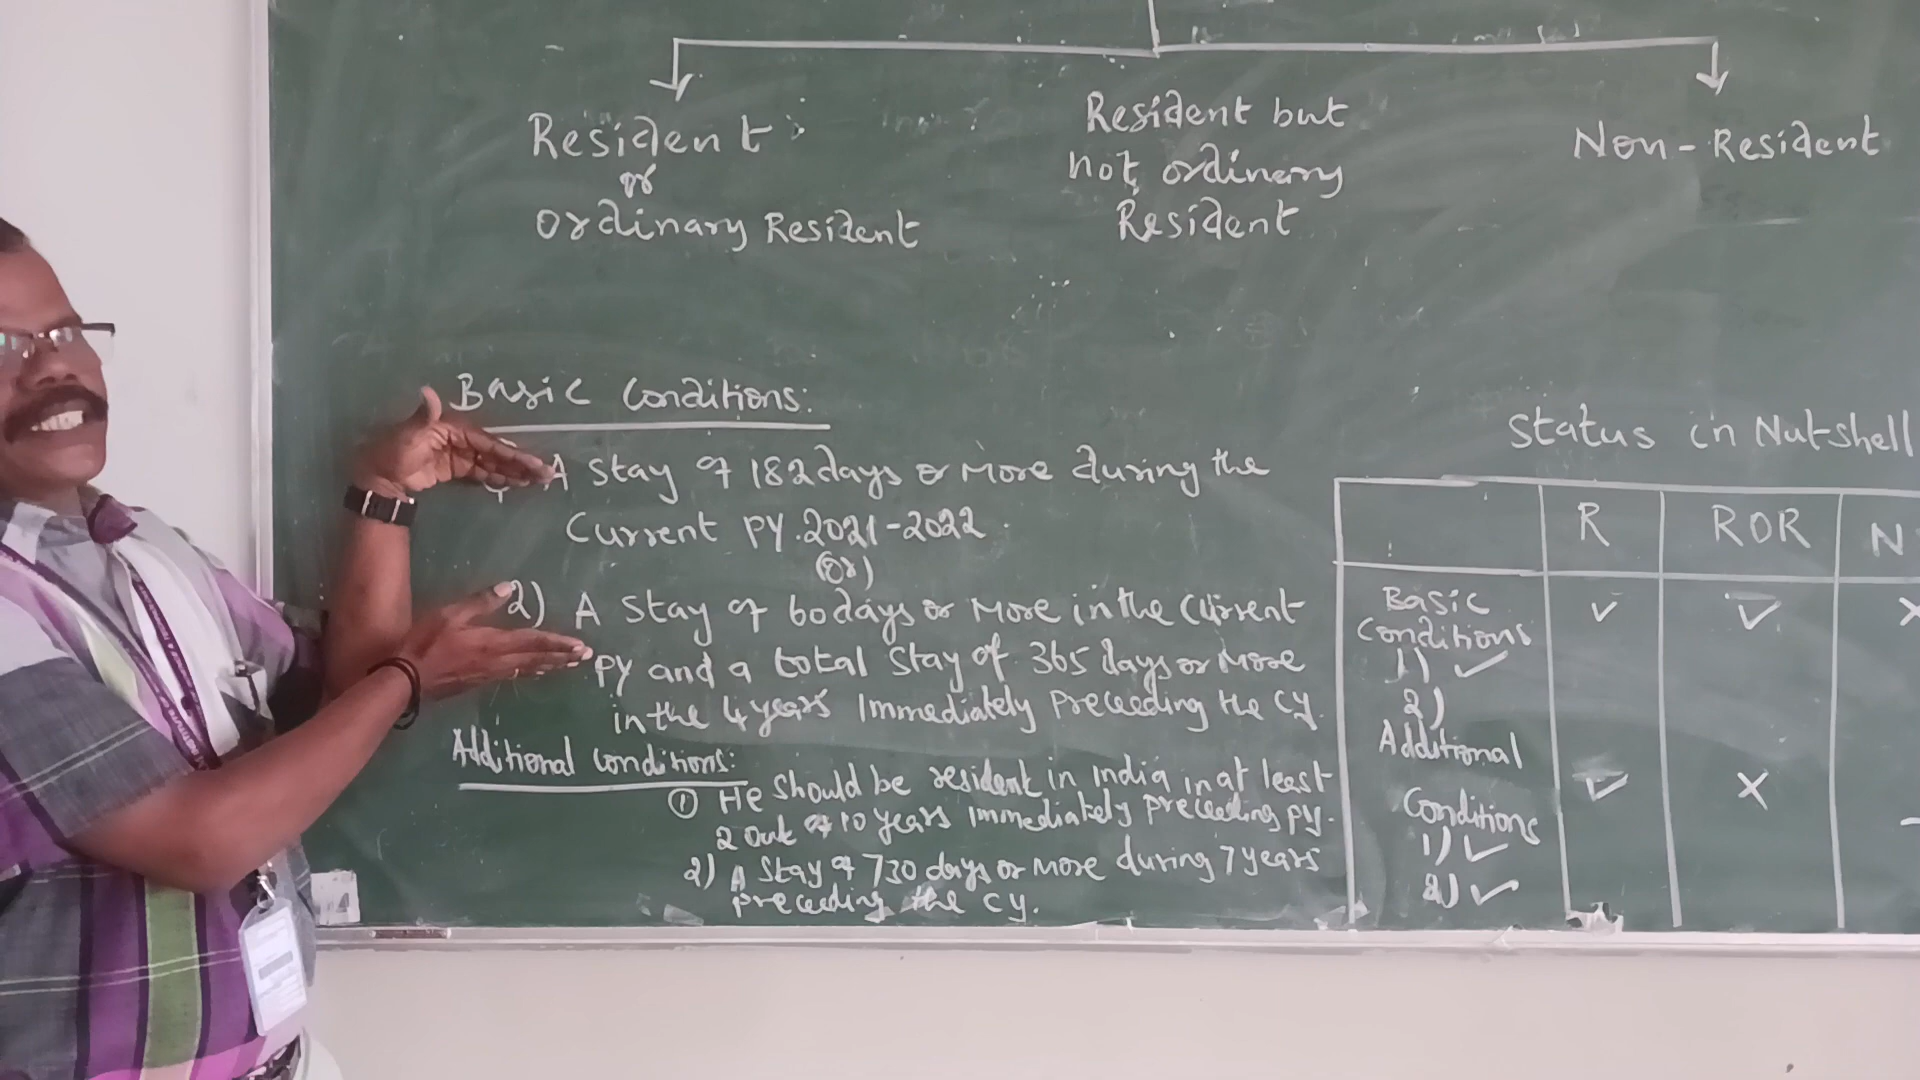 Resident
or
Ordinary Resident
Resident but
not ordinary
Resident
Non-Resident
Basic Conditions:
A Stay of 182 days or more during the
Current PY.2021-2022
(Or)
2) A Stay of 60 days or more in the Current
PY and a total Stay of 365 days or more
in the 4 years Immediately Preceeding the CY.
Additional Conditions:
① He should be resident in India in at least
2 out of 10 years immediately preceeding PY.
2) A Stay of 730 days or more during 7 years
preceeding the CY.
Status in Nutshell
R ROR N
Basic ✓ ✓ ×
Conditions
1) ✓
2)
Additional
✓ ×
Conditions
1) ✓
2) ✓